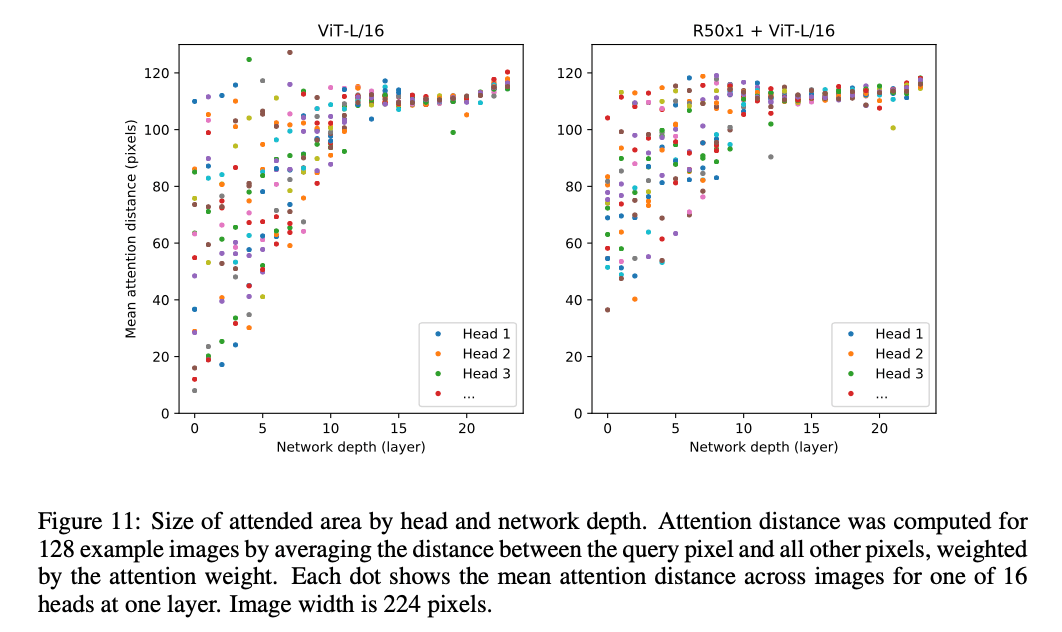 ViT-L/16
R50x1 + ViT-L/16
Mean attention distance (pixels)
120
100
80
60
40
20
0
0 5 10 15 20
Network depth (layer)
Head 1
Head 2
Head 3
...
120
100
80
60
40
20
0
0 5 10 15 20
Network depth (layer)
Head 1
Head 2
Head 3
...
Figure 11: Size of attended area by head and network depth. Attention distance was computed for
128 example images by averaging the distance between the query pixel and all other pixels, weighted
by the attention weight. Each dot shows the mean attention distance across images for one of 16
heads at one layer. Image width is 224 pixels.